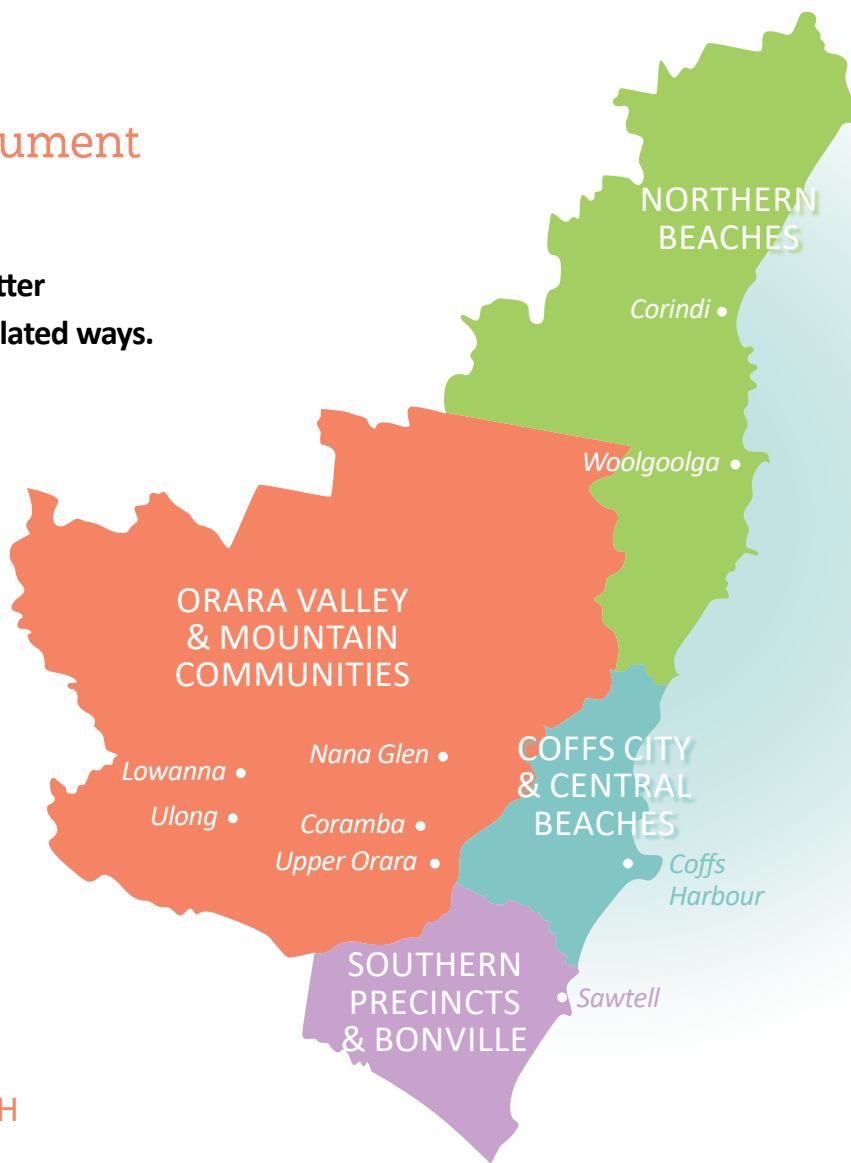 ument
tter
lated ways.
NORTHERN
BEACHES
Corindi
Woolgoolga
ORARA VALLEY
& MOUNTAIN
COMMUNITIES
Nana Glen
Lowanna
Ulong
Coramba
Upper Orara
COFFS CITY
& CENTRAL
BEACHES
Coffs
Harbour
SOUTHERN
PRECINCTS
& BONVILLE
Sawtell
H